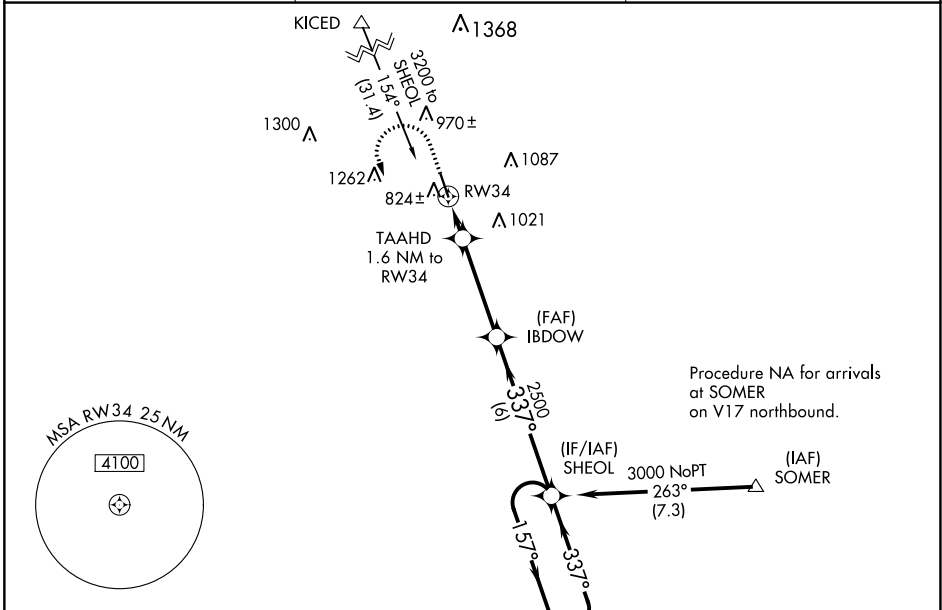 KICED
1368
3200 to
SHEOL
154°
(31.4)
970±
1300
1087
1262
824±
RW34
1021
TAAHD
1.6 NM to
RW34
(FAF)
IBDOW
Procedure NA for arrivals
at SOMER
on V17 northbound.
2500
337°
(6)
MSA RW34 25 NM
4100
(IF/IAF)
SHEOL
3000 NoPT
263°
(7.3)
(IAF)
SOMER
157°
337°